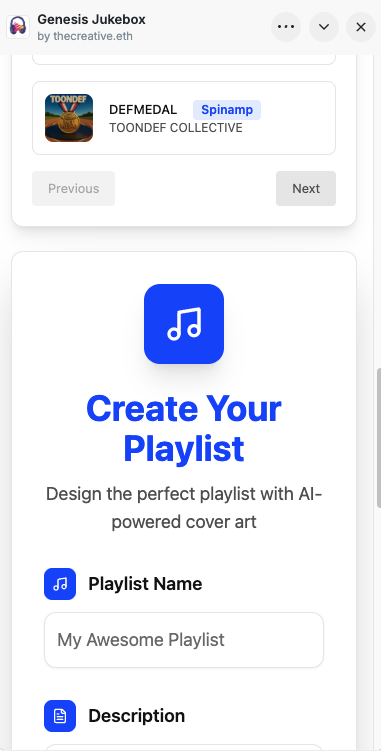 Genesis Jukebox
by thecreative.eth
TOONDEF
DEFMEDAL Spinamp
TOONDEF COLLECTIVE
Previous Next
Create Your
Playlist
Design the perfect playlist with AI-
powered cover art
Playlist Name
My Awesome Playlist
Description